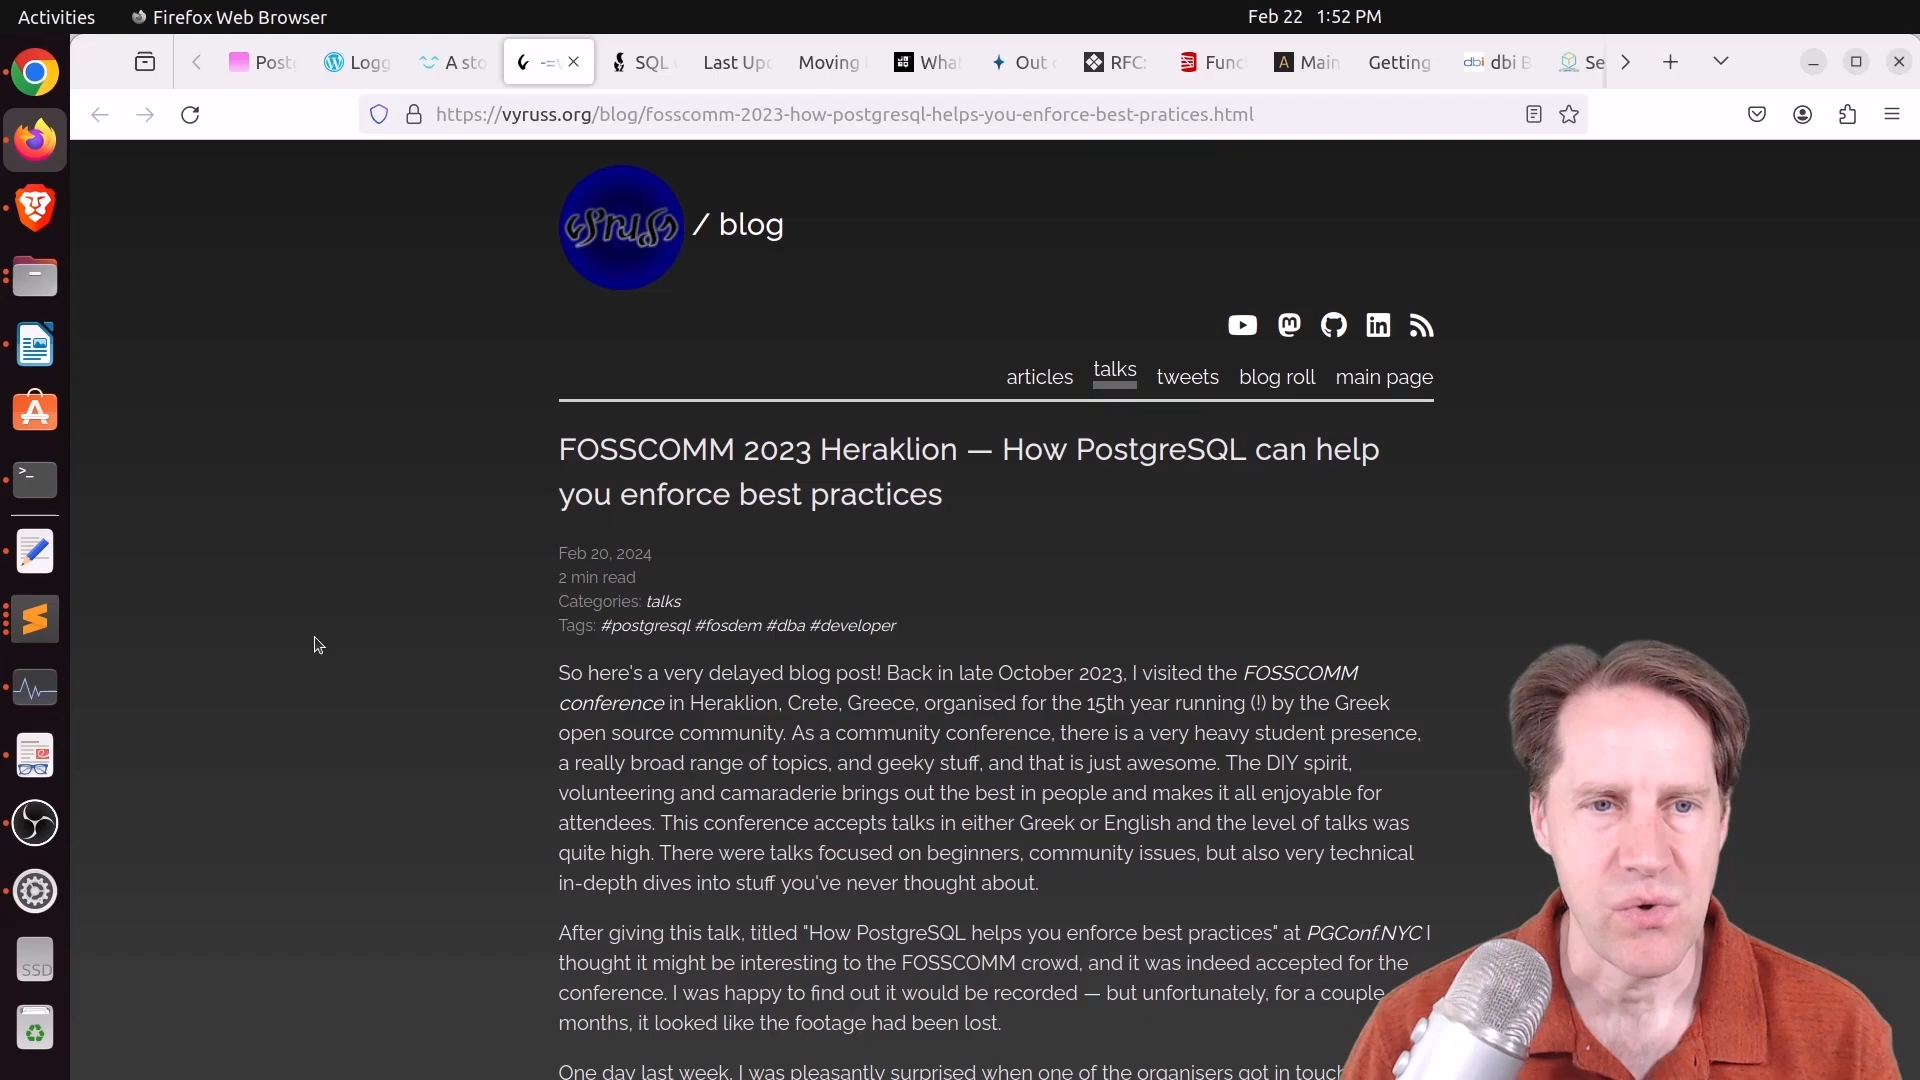 Activities
Firefox Web Browser
Feb 22 1:52 PM
Post
Logg
A sto
SQL
Last Up
Moving
What
Out
RFC:
Func
Main
Getting
dbi
dbi B
Se
https://vyruss.org/blog/fosscomm-2023-how-postgresql-helps-you-enforce-best-pratices.html
vyruss
/ blog
articles talks tweets blog roll main page
FOSSCOMM 2023 Heraklion — How PostgreSQL can help
you enforce best practices
Feb 20, 2024
2 min read
Categories: talks
Tags: #postgresql #fosdem #dba #developer
So here's a very delayed blog post! Back in late October 2023, I visited the FOSSCOMM
conference in Heraklion, Crete, Greece, organised for the 15th year running (!) by the Greek
open source community. As a community conference, there is a very heavy student presence,
a really broad range of topics, and geeky stuff, and that is just awesome. The DIY spirit,
volunteering and camaraderie brings out the best in people and makes it all enjoyable for
attendees. This conference accepts talks in either Greek or English and the level of talks was
quite high. There were talks focused on beginners, community issues, but also very technical
in-depth dives into stuff you've never thought about.
After giving this talk, titled "How PostgreSQL helps you enforce best practices" at PGConf.NYC I
thought it might be interesting to the FOSSCOMM crowd, and it was indeed accepted for the
conference. I was happy to find out it would be recorded — but unfortunately, for a couple
months, it looked like the footage had been lost.
One day last week, I was pleasantly surprised when one of the organisers got in touch
SSD